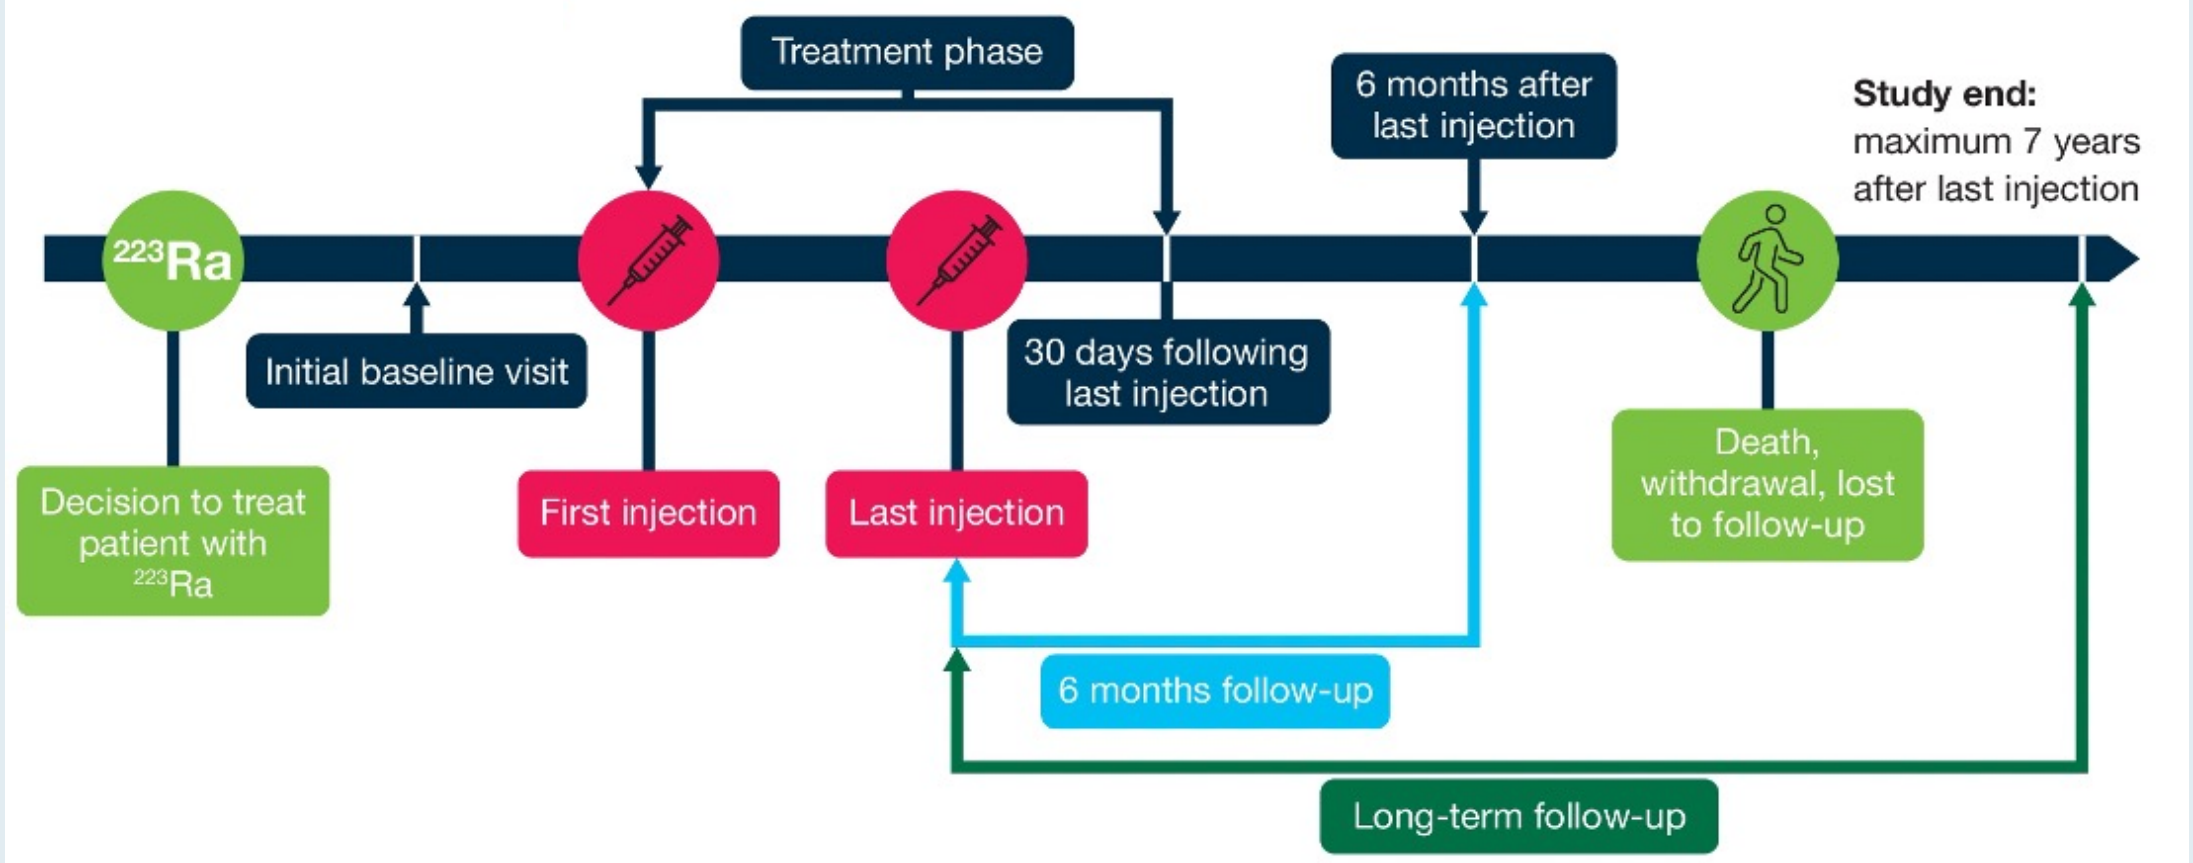 Treatment phase
6 months after
last injection
Study end:
maximum 7 years
after last injection
²²³Ra
Initial baseline visit
30 days following
last injection
Decision to treat
patient with
²²³Ra
First injection
Last injection
Death,
withdrawal, lost
to follow-up
6 months follow-up
Long-term follow-up